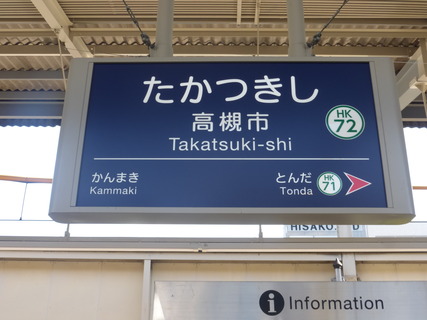 たかつきし
高槻市
Takatsuki-shi
HK
72
かんまき
Kammaki
とんだ
Tonda
HK
71
HISAKO
D
i Information